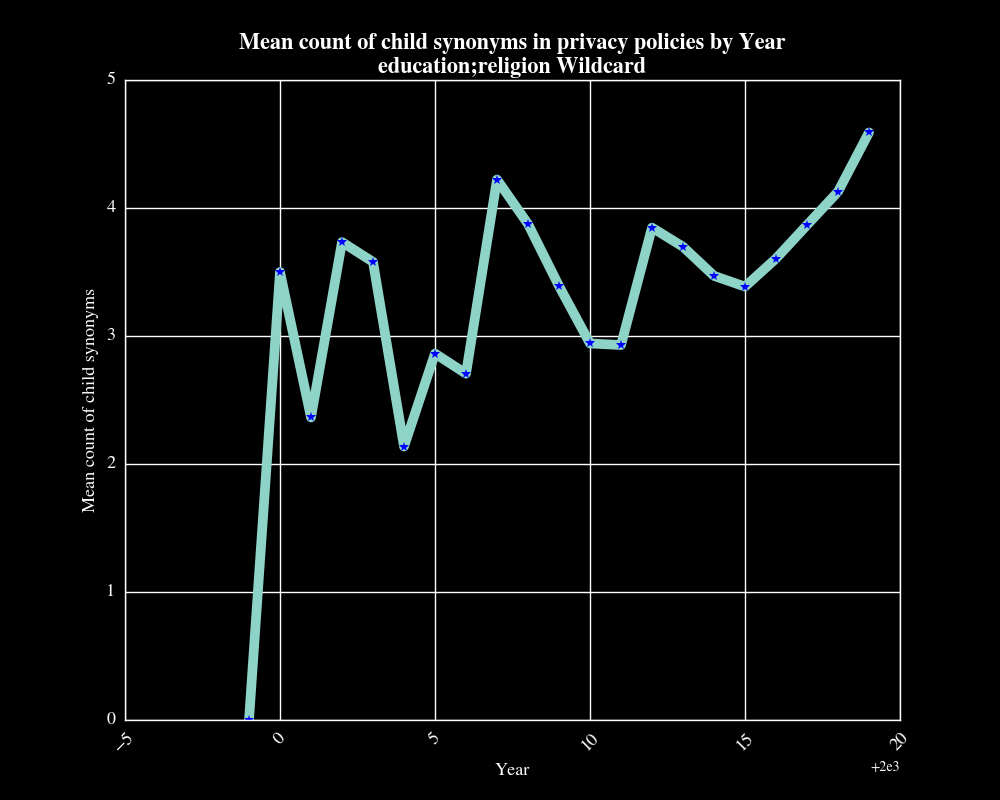 Mean count of child synonyms in privacy policies by Year
education;religion Wildcard
5
4
3
2
1
0
Mean count of child synonyms
−5
0
5
10
15
20
Year
+2e3